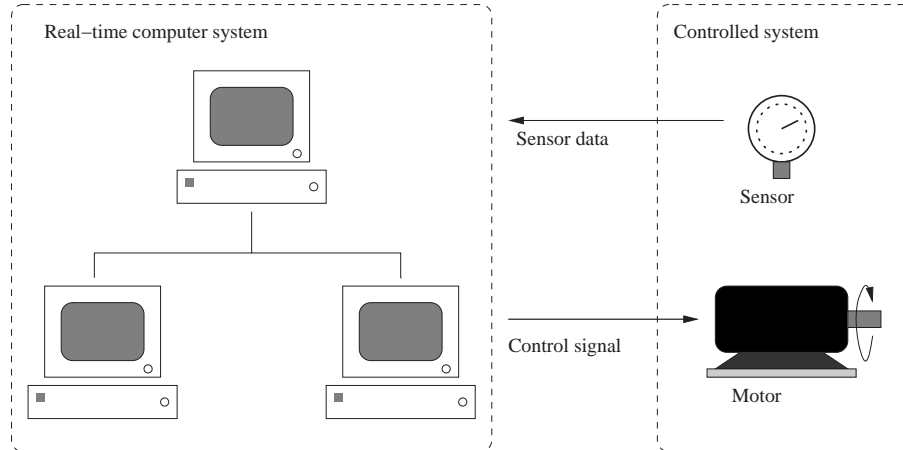 Real−time computer system
Controlled system
Sensor data
Sensor
Control signal
Motor